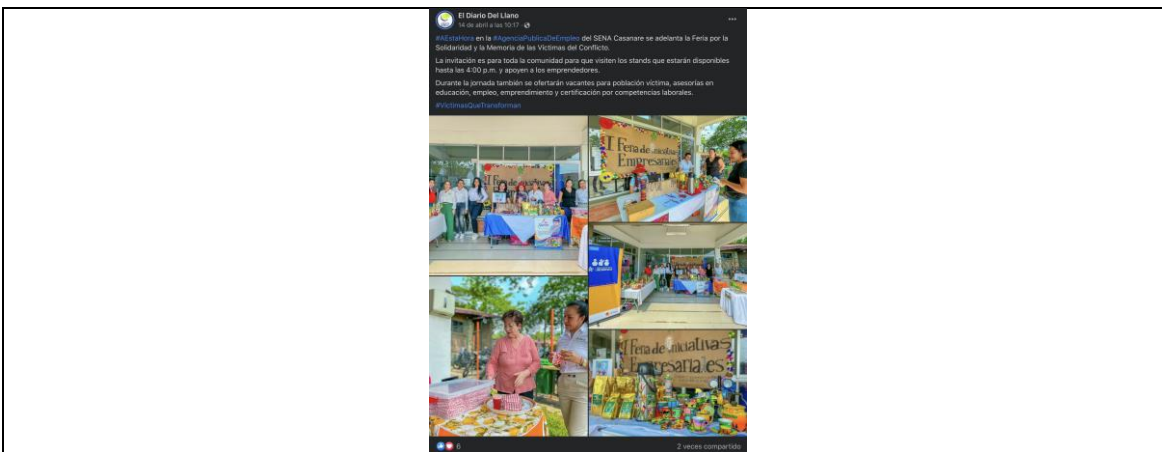 El Diario Del Llano
14 de abril a las 10:17 ·
#AEstaHora en la #AgenciaPublicaDeEmpleo del SENA Casanare se adelanta la Feria por la
Solidaridad y la Memoria de las Víctimas del Conflicto.
La invitación es para toda la comunidad para que visiten los stands que estarán disponibles
hasta las 4:00 p.m. y apoyen a los emprendedores.
Durante la jornada también se ofertarán vacantes para población víctima, asesorías en
educación, empleo, emprendimiento y certificación por competencias laborales.
#VíctimasQueTransforman
I Feria de iniciativas
I Feria de iniciativas
Empresariales
I Feria de iniciativas
Empresariales
6
2 veces compartido